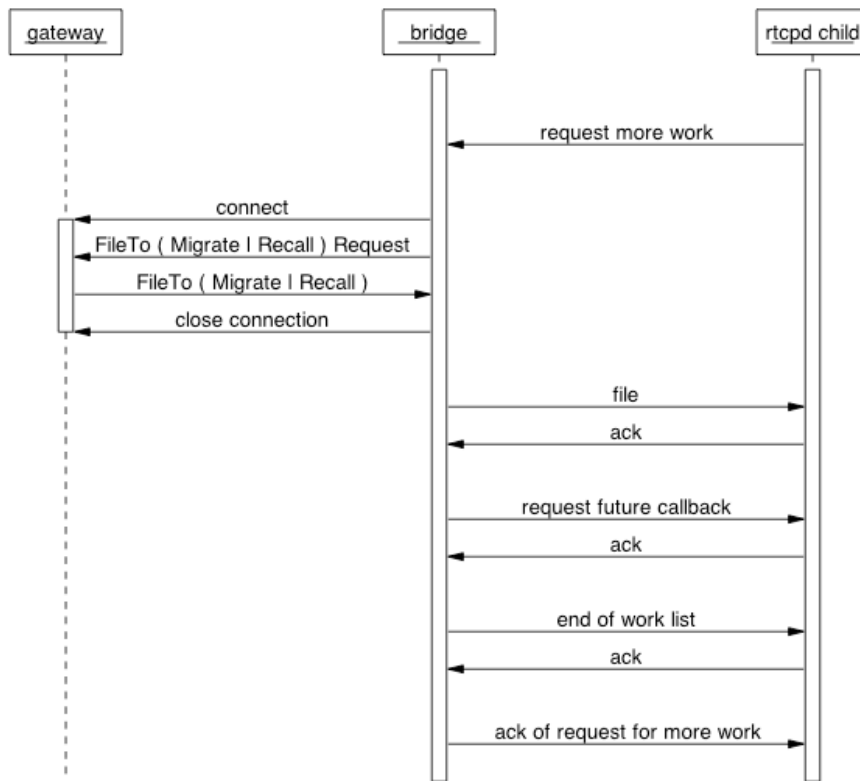 gateway
bridge
rtcpd child
request more work
connect
FileTo ( Migrate | Recall ) Request
FileTo ( Migrate | Recall )
close connection
file
ack
request future callback
ack
end of work list
ack
ack of request for more work